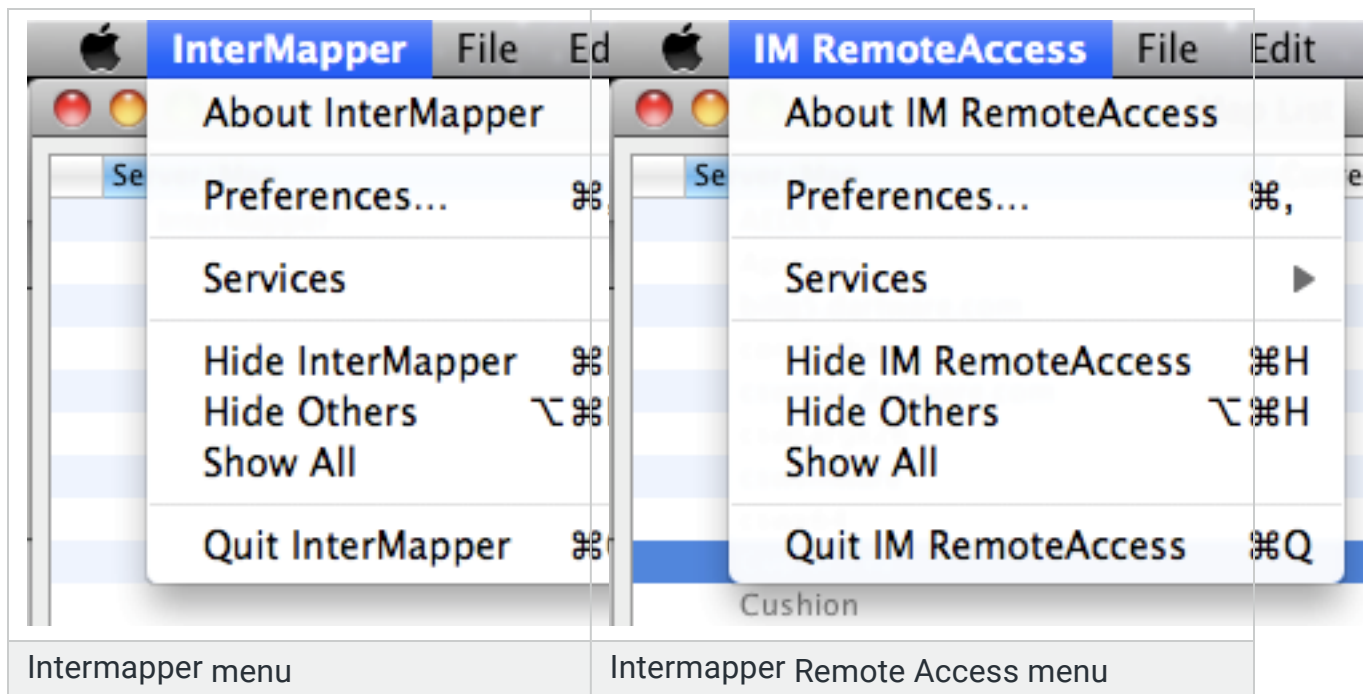 InterMapper File Ed
About InterMapper
Se
Preferences... ⌘,
Services
Hide InterMapper ⌘H
Hide Others ⌥⌘H
Show All
Quit InterMapper ⌘Q
Intermapper menu
IM RemoteAccess File Edit
About IM RemoteAccess
Se
Preferences... ⌘,
Services ▶
Hide IM RemoteAccess ⌘H
Hide Others ⌥⌘H
Show All
Quit IM RemoteAccess ⌘Q
Cushion
Intermapper Remote Access menu